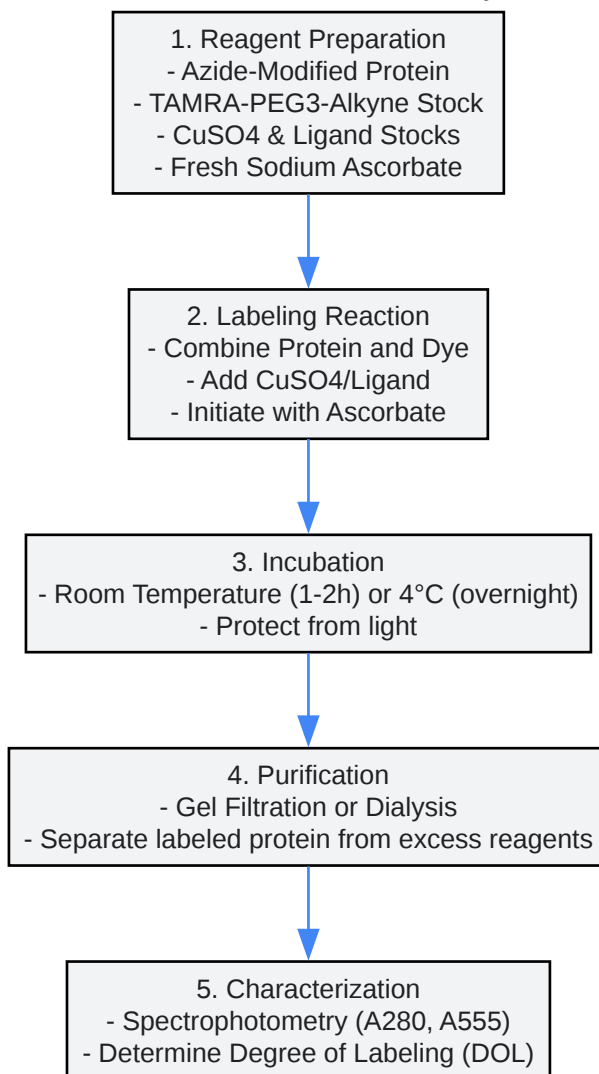 1. Reagent Preparation
- Azide-Modified Protein
- TAMRA-PEG3-Alkyne Stock
- CuSO4 & Ligand Stocks
- Fresh Sodium Ascorbate
2. Labeling Reaction
- Combine Protein and Dye
- Add CuSO4/Ligand
- Initiate with Ascorbate
3. Incubation
- Room Temperature (1-2h) or 4°C (overnight)
- Protect from light
4. Purification
- Gel Filtration or Dialysis
- Separate labeled protein from excess reagents
5. Characterization
- Spectrophotometry (A280, A555)
- Determine Degree of Labeling (DOL)